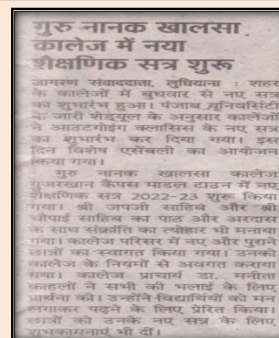 गुरु नानक खालसा
कालेज में नया
शैक्षणिक सत्र शुरू
जागरण संवाददाता, लुधियाना : शहर
के कालेजों में बुधवार से नए सत्र
का शुभारंभ हुआ। पंजाब यूनिवर्सिटी
के जारी शेड्यूल के अनुसार कालेजों
ने आउटगोइंग क्लासिस के नए सत्र
का शुभारंभ कर दिया गया। इस
दिन विशेष एसेंबली का आयोजन
किया गया।
गुरु नानक खालसा कालेज
गुजरखान कैंपस माडल टाउन में नए
शैक्षणिक सत्र 2022-23 शुरू किया
गया। श्री जपजी साहिब और श्री
चौपाई साहिब का पाठ और अरदास
के साथ संक्रांति का त्योहार भी मनाया
गया। कालेज परिसर में नए और पुराने
छात्रों का स्वागत किया गया। उनको
कालेज के नियमों से अवगत कराया
गया। कालेज प्राचार्य डा. मनीता
काहलों ने सभी की भलाई के लिए
प्रार्थना की। उन्होंने विद्यार्थियों को मन
लगाकर पढ़ने के लिए प्रेरित किया।
छात्रों को उनके नए सत्र के लिए
शुभकामनाएं भी दीं।